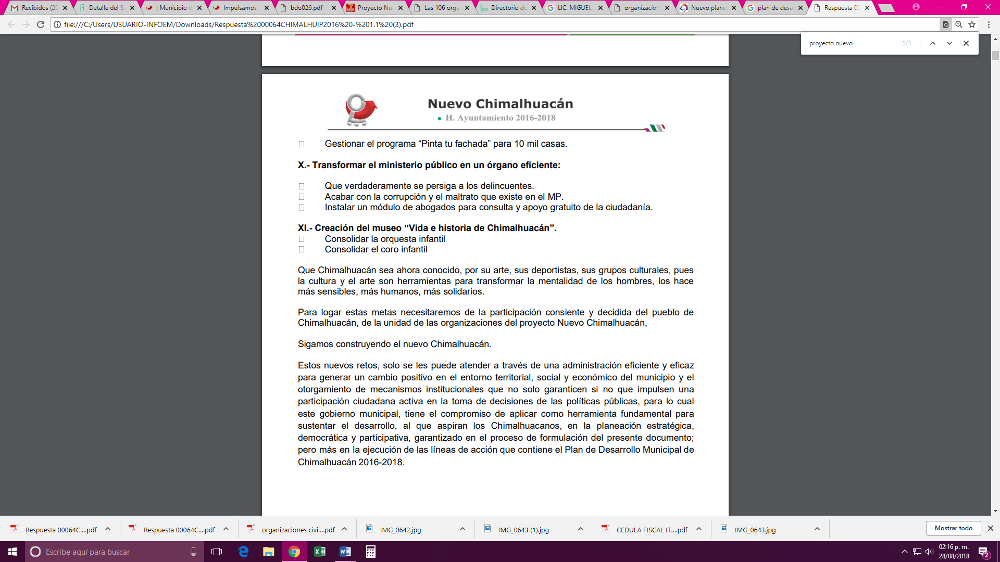 Recibidos (20
Detalle del Se
| Municipio d
Impulsamos
bdo026.pdf
Proyecto Nu
Las 106 orga
Directorio de
LIC. MIGUEL
organizacion
Nuevo plane
plan de desa
Respuesta 00
file:///C:/Users/USUARIO-INFOEM/Downloads/Respuesta%2000064CHIMALHUIP2016%20-%201.1%20(3).pdf
proyecto nuevo 1/1
Nuevo Chimalhuacán
• H. Ayuntamiento 2016-2018
Gestionar el programa “Pinta tu fachada” para 10 mil casas.
X.- Transformar el ministerio público en un órgano eficiente:
Que verdaderamente se persiga a los delincuentes.
Acabar con la corrupción y el maltrato que existe en el MP.
Instalar un módulo de abogados para consulta y apoyo gratuito de la ciudadanía.
XI.- Creación del museo “Vida e historia de Chimalhuacán”.
Consolidar la orquesta infantil
Consolidar el coro infantil
Que Chimalhuacán sea ahora conocido, por su arte, sus deportistas, sus grupos culturales, pues
la cultura y el arte son herramientas para transformar la mentalidad de los hombres, los hace
más sensibles, más humanos, más solidarios.
Para logar estas metas necesitaremos de la participación consiente y decidida del pueblo de
Chimalhuacán, de la unidad de las organizaciones del proyecto Nuevo Chimalhuacán,
Sigamos construyendo el nuevo Chimalhuacán.
Estos nuevos retos, solo se les puede atender a través de una administración eficiente y eficaz
para generar un cambio positivo en el entorno territorial, social y económico del municipio y el
otorgamiento de mecanismos institucionales que no solo garanticen si no que impulsen una
participación ciudadana activa en la toma de decisiones de las políticas públicas, para lo cual
este gobierno municipal, tiene el compromiso de aplicar como herramienta fundamental para
sustentar el desarrollo, al que aspiran los Chimalhuacanos, en la planeación estratégica,
democrática y participativa, garantizado en el proceso de formulación del presente documento;
pero más en la ejecución de las líneas de acción que contiene el Plan de Desarrollo Municipal de
Chimalhuacán 2016-2018.
Respuesta 00064C....pdf
Respuesta 00064C....pdf
organizaciones civi....pdf
IMG_0642.jpg
IMG_0643 (1).jpg
CEDULA FISCAL IT....pdf
IMG_0643.jpg
Mostrar todo
Escribe aquí para buscar
02:16 p. m.
28/08/2018
2